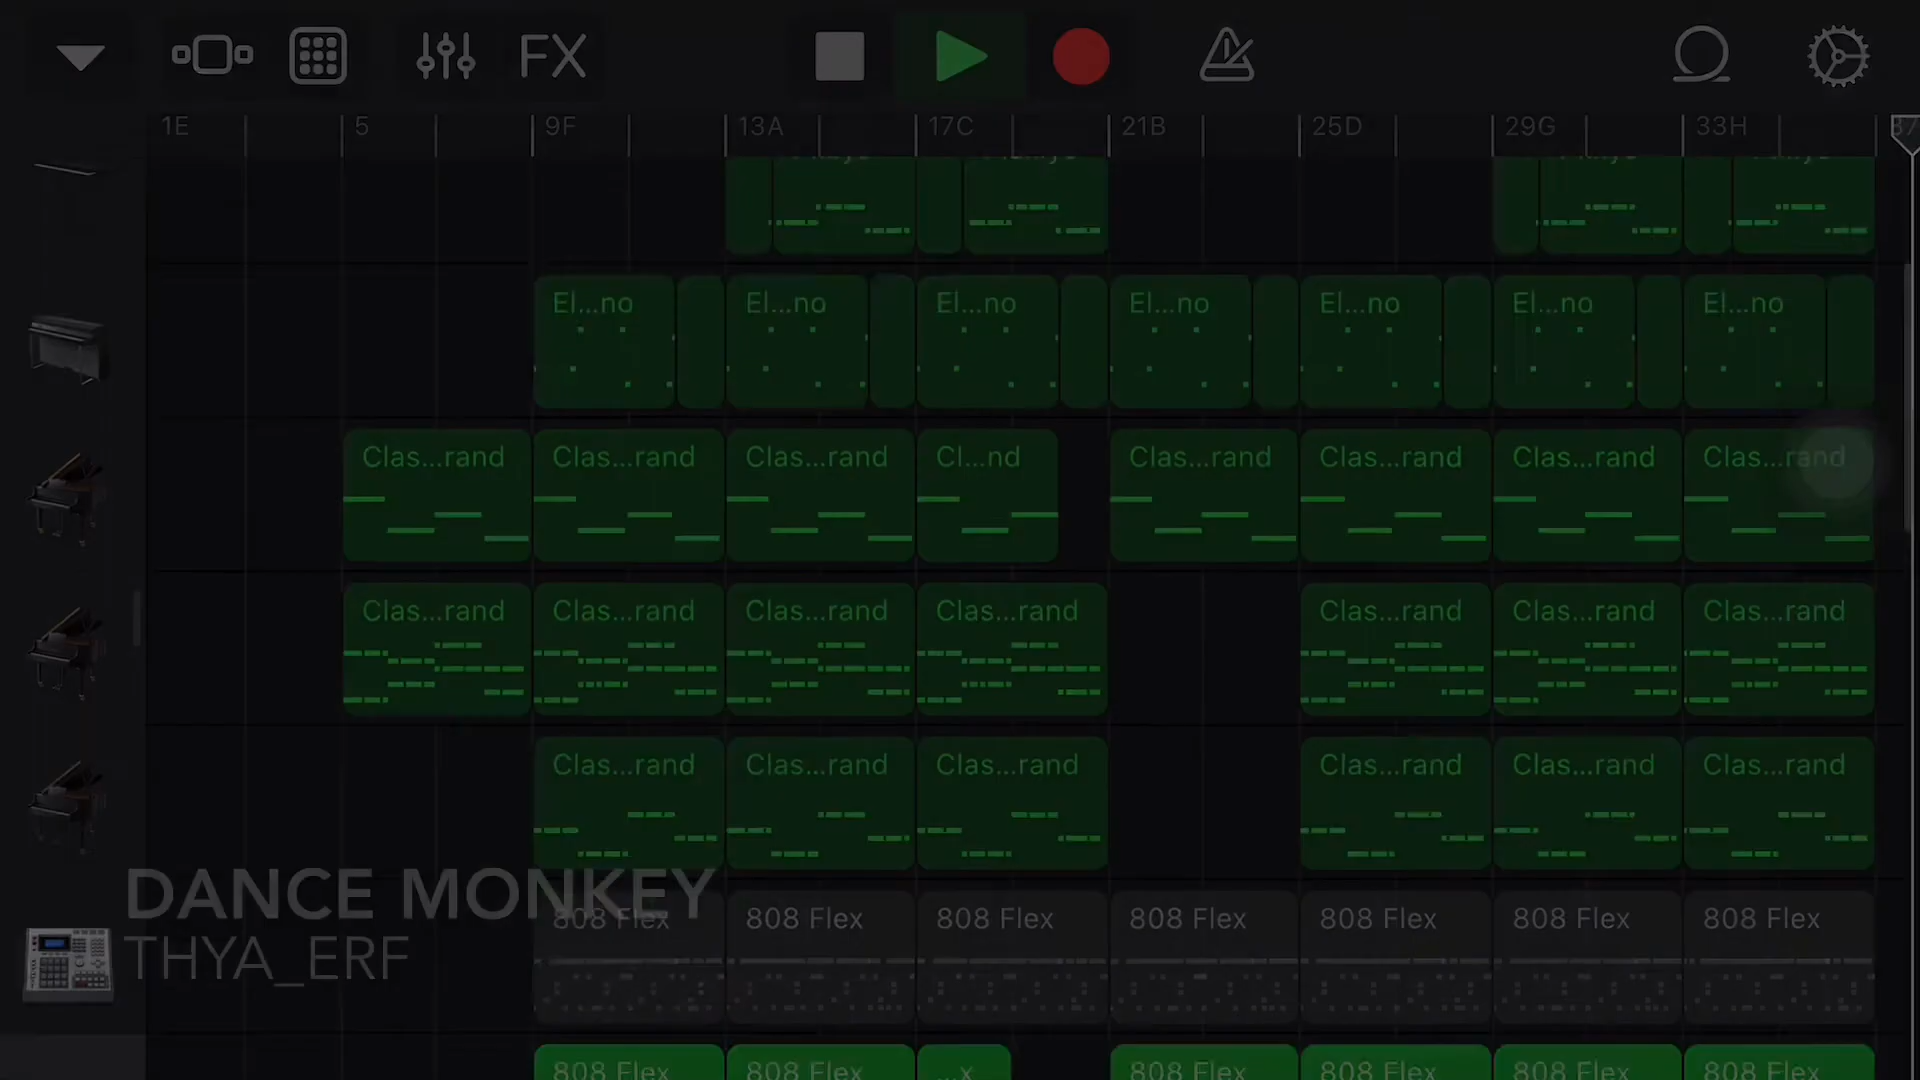 FX
1E 5 9F 13A 17C 21B 25D 29G 33H 37
El...no El...no El...no El...no El...no El...no El...no
Clas...rand Clas...rand Clas...rand Cl...nd Clas...rand Clas...rand Clas...rand Clas...rand
Clas...rand Clas...rand Clas...rand Clas...rand Clas...rand Clas...rand Clas...rand
Clas...rand Clas...rand Clas...rand Clas...rand Clas...rand Clas...rand
DANCE MONKEY
808 Flex 808 Flex 808 Flex 808 Flex 808 Flex 808 Flex 808 Flex
THYA_ERF
808 Flex 808 Flex ...x 808 Flex 808 Flex 808 Flex 808 Flex